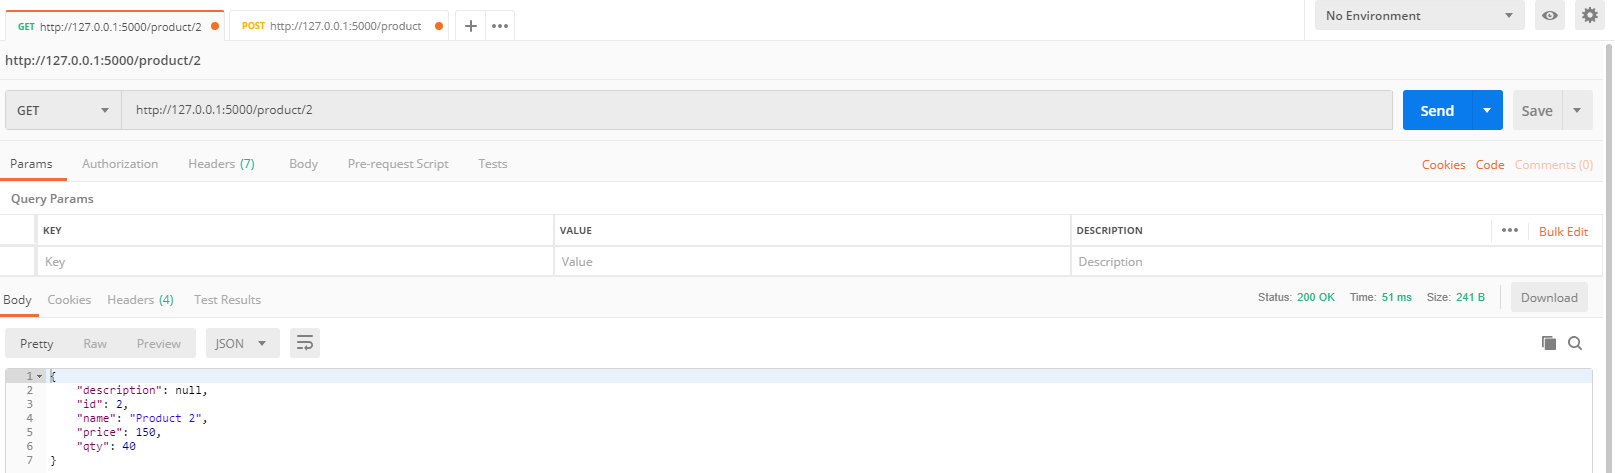 GET http://127.0.0.1:5000/product/2 POST http://127.0.0.1:5000/product No Environment
http://127.0.0.1:5000/product/2
GET http://127.0.0.1:5000/product/2 Send Save
Params Authorization Headers (7) Body Pre-request Script Tests Cookies Code Comments (0)
Query Params
KEY VALUE DESCRIPTION Bulk Edit
Key Value Description
Body Cookies Headers (4) Test Results Status: 200 OK Time: 51 ms Size: 241 B Download
Pretty Raw Preview JSON
1 {
2 "description": null,
3 "id": 2,
4 "name": "Product 2",
5 "price": 150,
6 "qty": 40
7 }